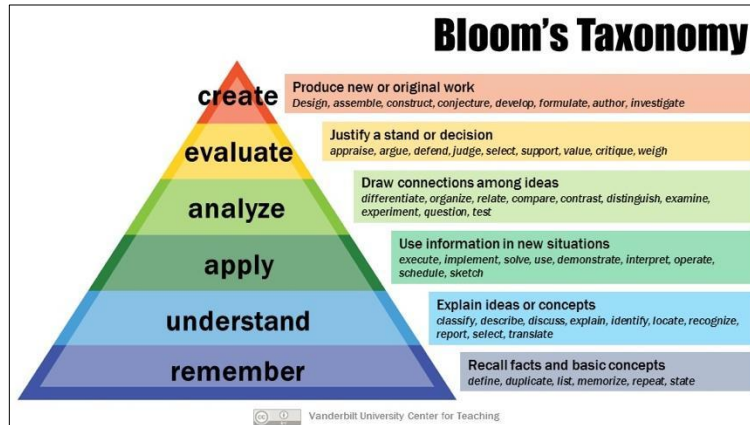 Bloom's Taxonomy
create
Produce new or original work
Design, assemble, construct, conjecture, develop, formulate, author, investigate
evaluate
Justify a stand or decision
appraise, argue, defend, judge, select, support, value, critique, weigh
analyze
Draw connections among ideas
differentiate, organize, relate, compare, contrast, distinguish, examine,
experiment, question, test
apply
Use information in new situations
execute, implement, solve, use, demonstrate, interpret, operate,
schedule, sketch
understand
Explain ideas or concepts
classify, describe, discuss, explain, identify, locate, recognize,
report, select, translate
remember
Recall facts and basic concepts
define, duplicate, list, memorize, repeat, state
Vanderbilt University Center for Teaching